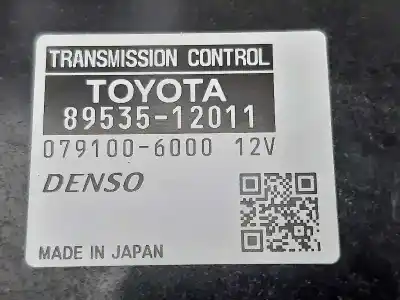 TRANSMISSION CONTROL
TOYOTA
89535-12011
079100-6000 12V
DENSO
MADE IN JAPAN